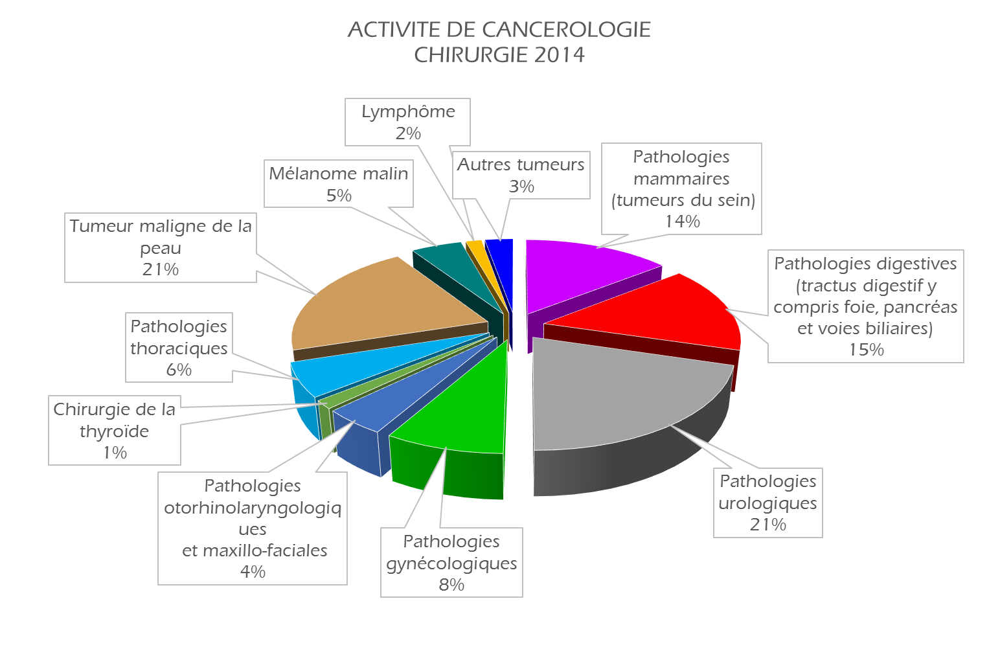 ACTIVITE DE CANCEROLOGIE
CHIRURGIE 2014
Lymphôme
2%
Autres tumeurs
3%
Mélanome malin
5%
Pathologies
mammaires
(tumeurs du sein)
14%
Tumeur maligne de la
peau
21%
Pathologies digestives
(tractus digestif y
compris foie, pancréas
et voies biliaires)
15%
Pathologies
thoraciques
6%
Chirurgie de la
thyroïde
1%
Pathologies
otorhinolaryngologiq
ues
et maxillo-faciales
4%
Pathologies
gynécologiques
8%
Pathologies
urologiques
21%